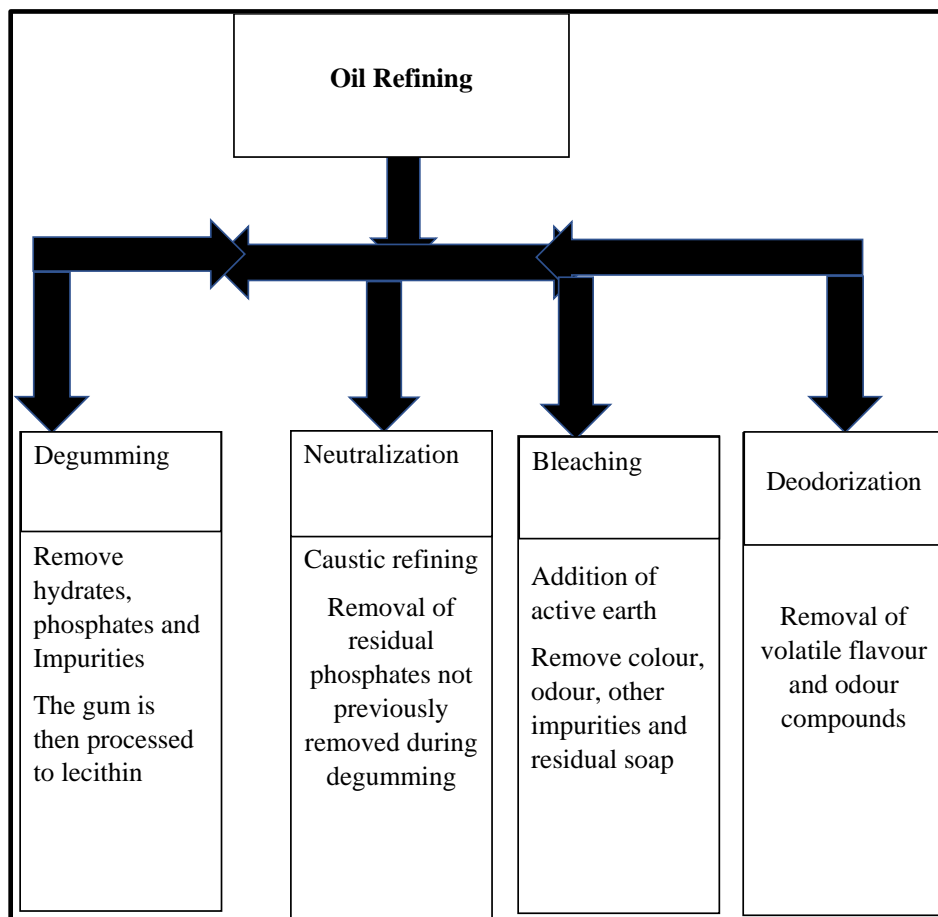 Oil Refining
Degumming
Remove
hydrates,
phosphates and
Impurities
The gum is
then processed
to lecithin
Neutralization
Caustic refining
Removal of
residual
phosphates not
previously
removed during
degumming
Bleaching
Addition of
active earth
Remove colour,
odour, other
impurities and
residual soap
Deodorization
Removal of
volatile flavour
and odour
compounds